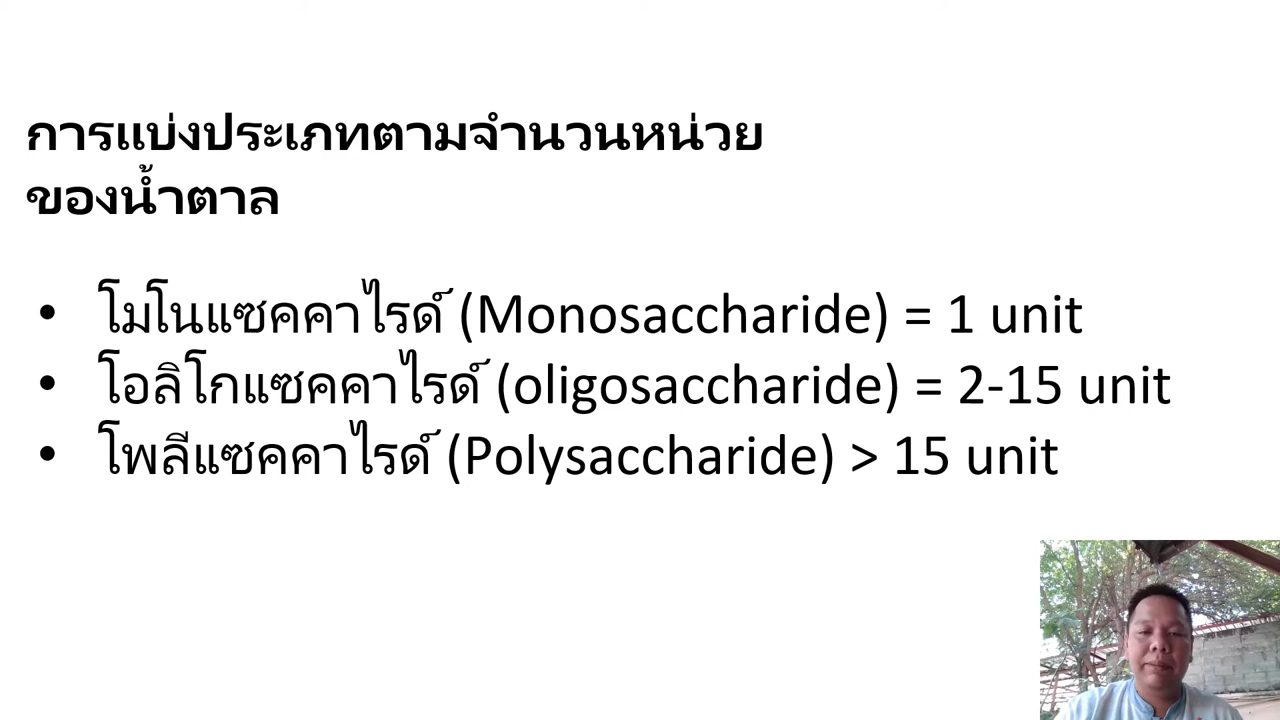 การแบ่งประเภทตามจำนวนหน่วย
ของน้ำตาล
• โมโนแซคคาไรด์ (Monosaccharide) = 1 unit
• โอลิโกแซคคาไรด์ (oligosaccharide) = 2-15 unit
• โพลีแซคคาไรด์ (Polysaccharide) > 15 unit